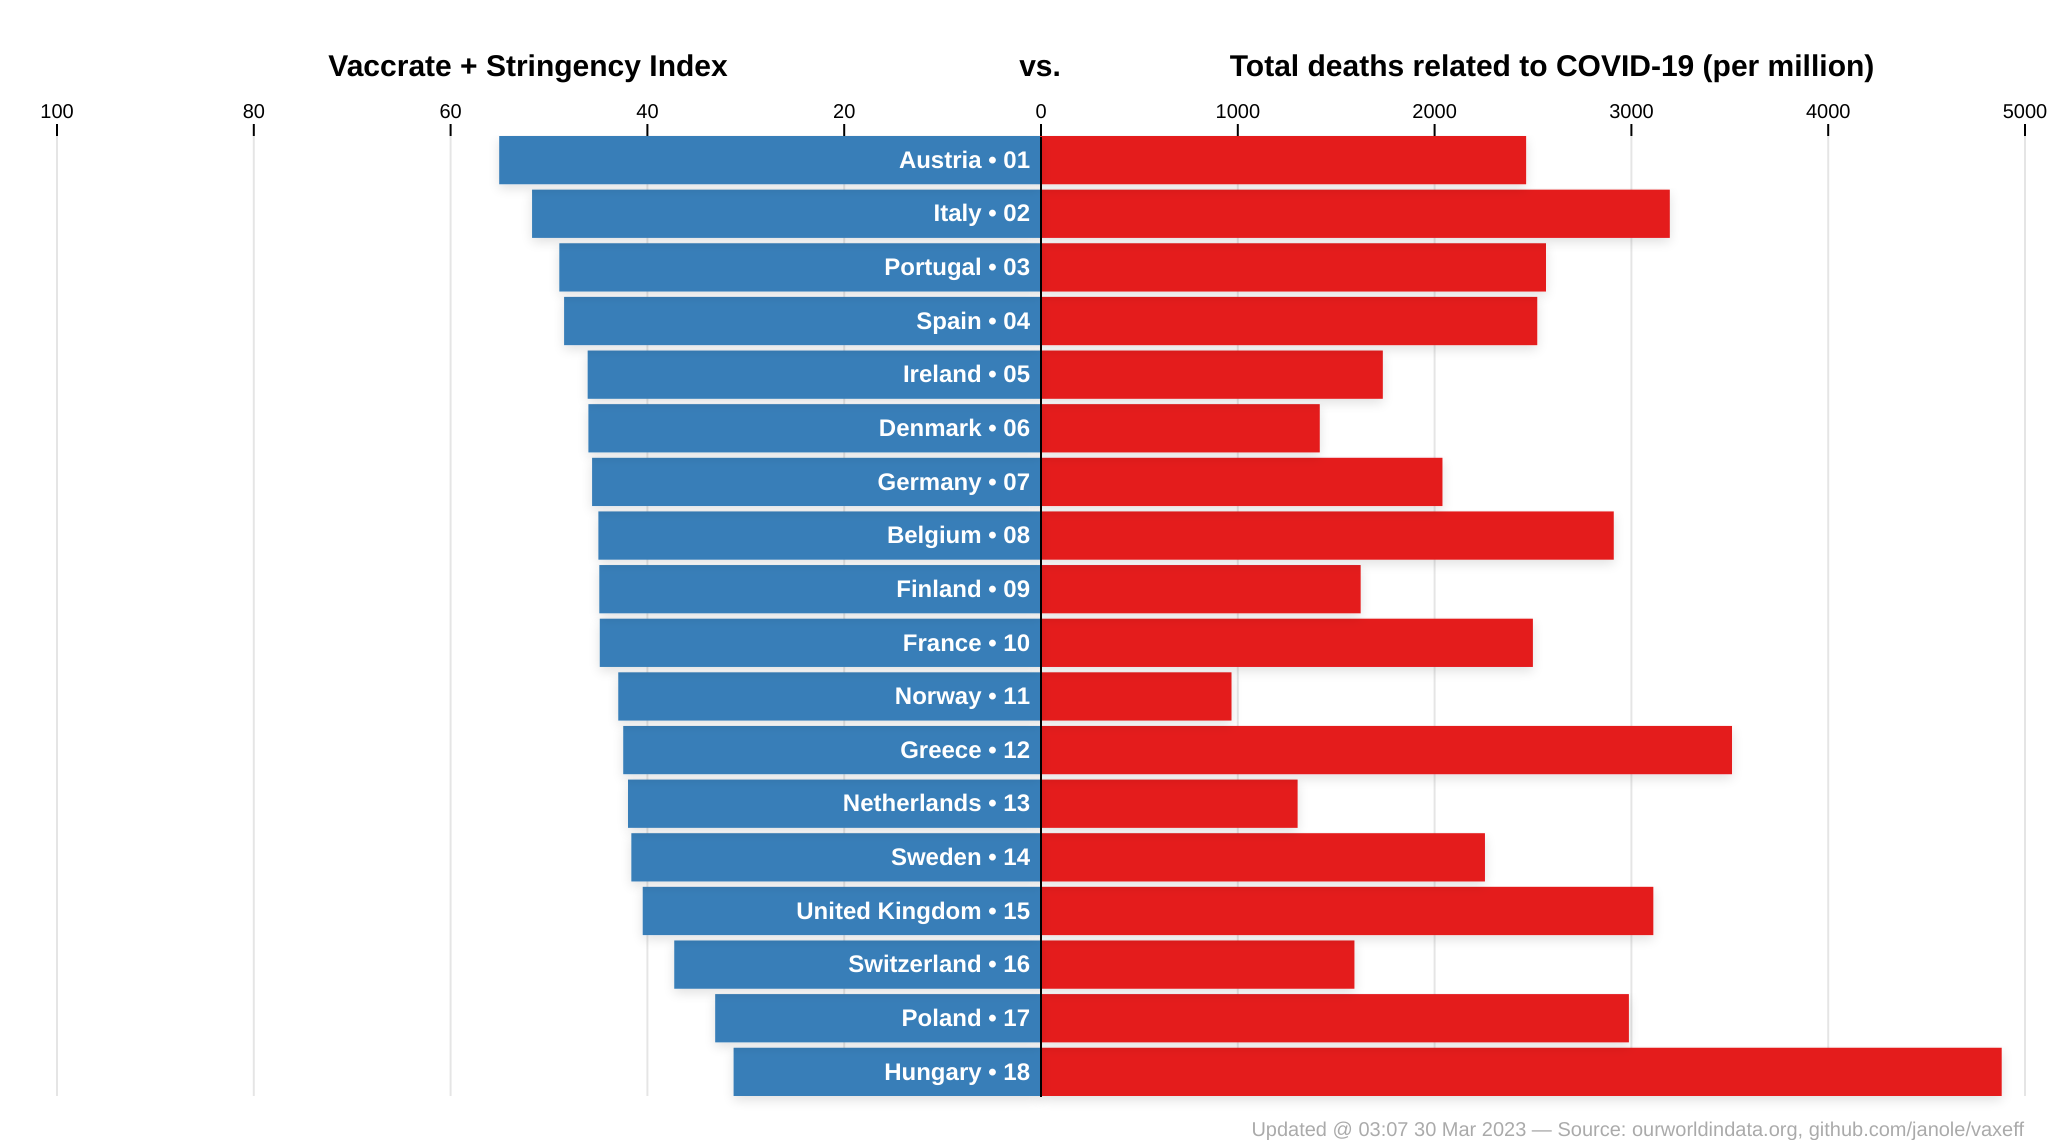 Vaccrate + Stringency Index vs. Total deaths related to COVID-19 (per million)
100 80 60 40 20 0 1000 2000 3000 4000 5000
Austria • 01
Italy • 02
Portugal • 03
Spain • 04
Ireland • 05
Denmark • 06
Germany • 07
Belgium • 08
Finland • 09
France • 10
Norway • 11
Greece • 12
Netherlands • 13
Sweden • 14
United Kingdom • 15
Switzerland • 16
Poland • 17
Hungary • 18
Updated @ 03:07 30 Mar 2023 — Source: ourworldindata.org, github.com/janole/vaxeff